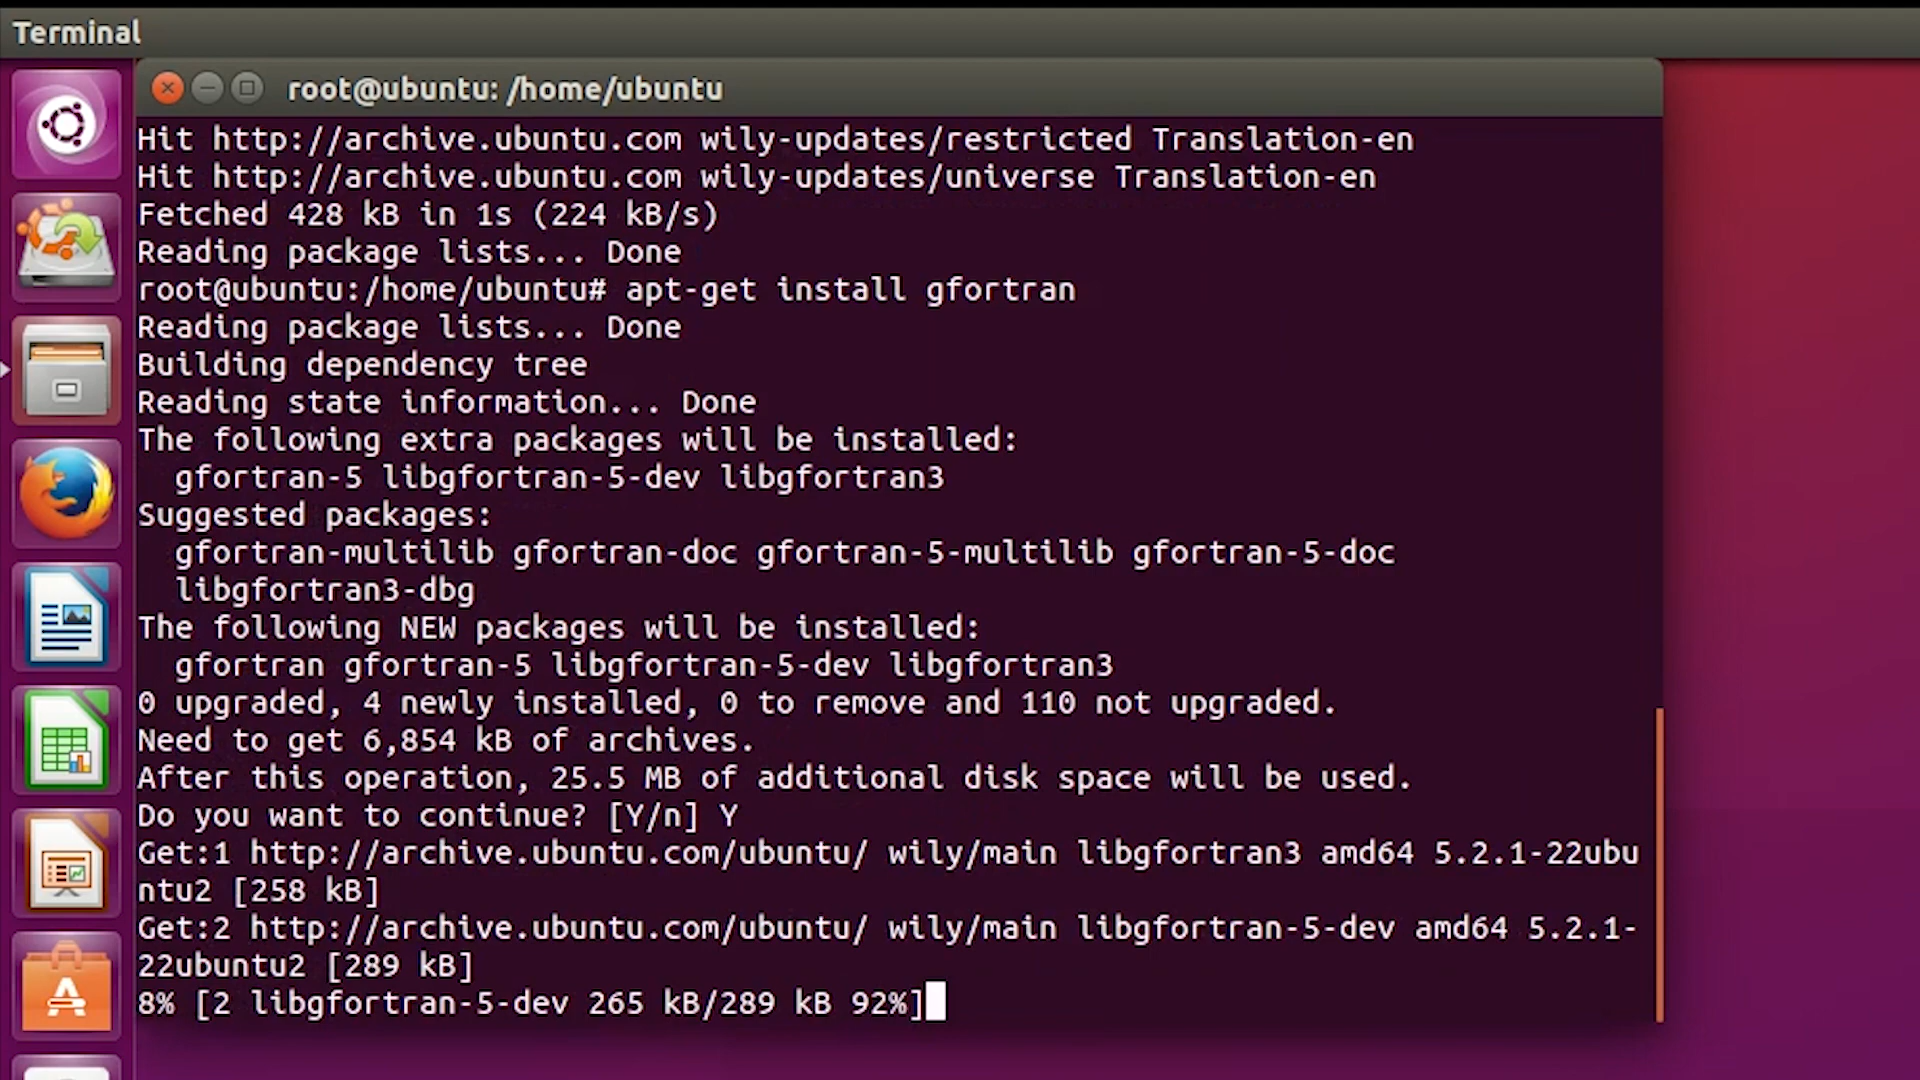 Terminal
root@ubuntu: /home/ubuntu
Hit http://archive.ubuntu.com wily-updates/restricted Translation-en
Hit http://archive.ubuntu.com wily-updates/universe Translation-en
Fetched 428 kB in 1s (224 kB/s)
Reading package lists... Done
root@ubuntu:/home/ubuntu# apt-get install gfortran
Reading package lists... Done
Building dependency tree
Reading state information... Done
The following extra packages will be installed:
  gfortran-5 libgfortran-5-dev libgfortran3
Suggested packages:
  gfortran-multilib gfortran-doc gfortran-5-multilib gfortran-5-doc
  libgfortran3-dbg
The following NEW packages will be installed:
  gfortran gfortran-5 libgfortran-5-dev libgfortran3
0 upgraded, 4 newly installed, 0 to remove and 110 not upgraded.
Need to get 6,854 kB of archives.
After this operation, 25.5 MB of additional disk space will be used.
Do you want to continue? [Y/n] Y
Get:1 http://archive.ubuntu.com/ubuntu/ wily/main libgfortran3 amd64 5.2.1-22ubu
ntu2 [258 kB]
Get:2 http://archive.ubuntu.com/ubuntu/ wily/main libgfortran-5-dev amd64 5.2.1-
22ubuntu2 [289 kB]
8% [2 libgfortran-5-dev 265 kB/289 kB 92%]